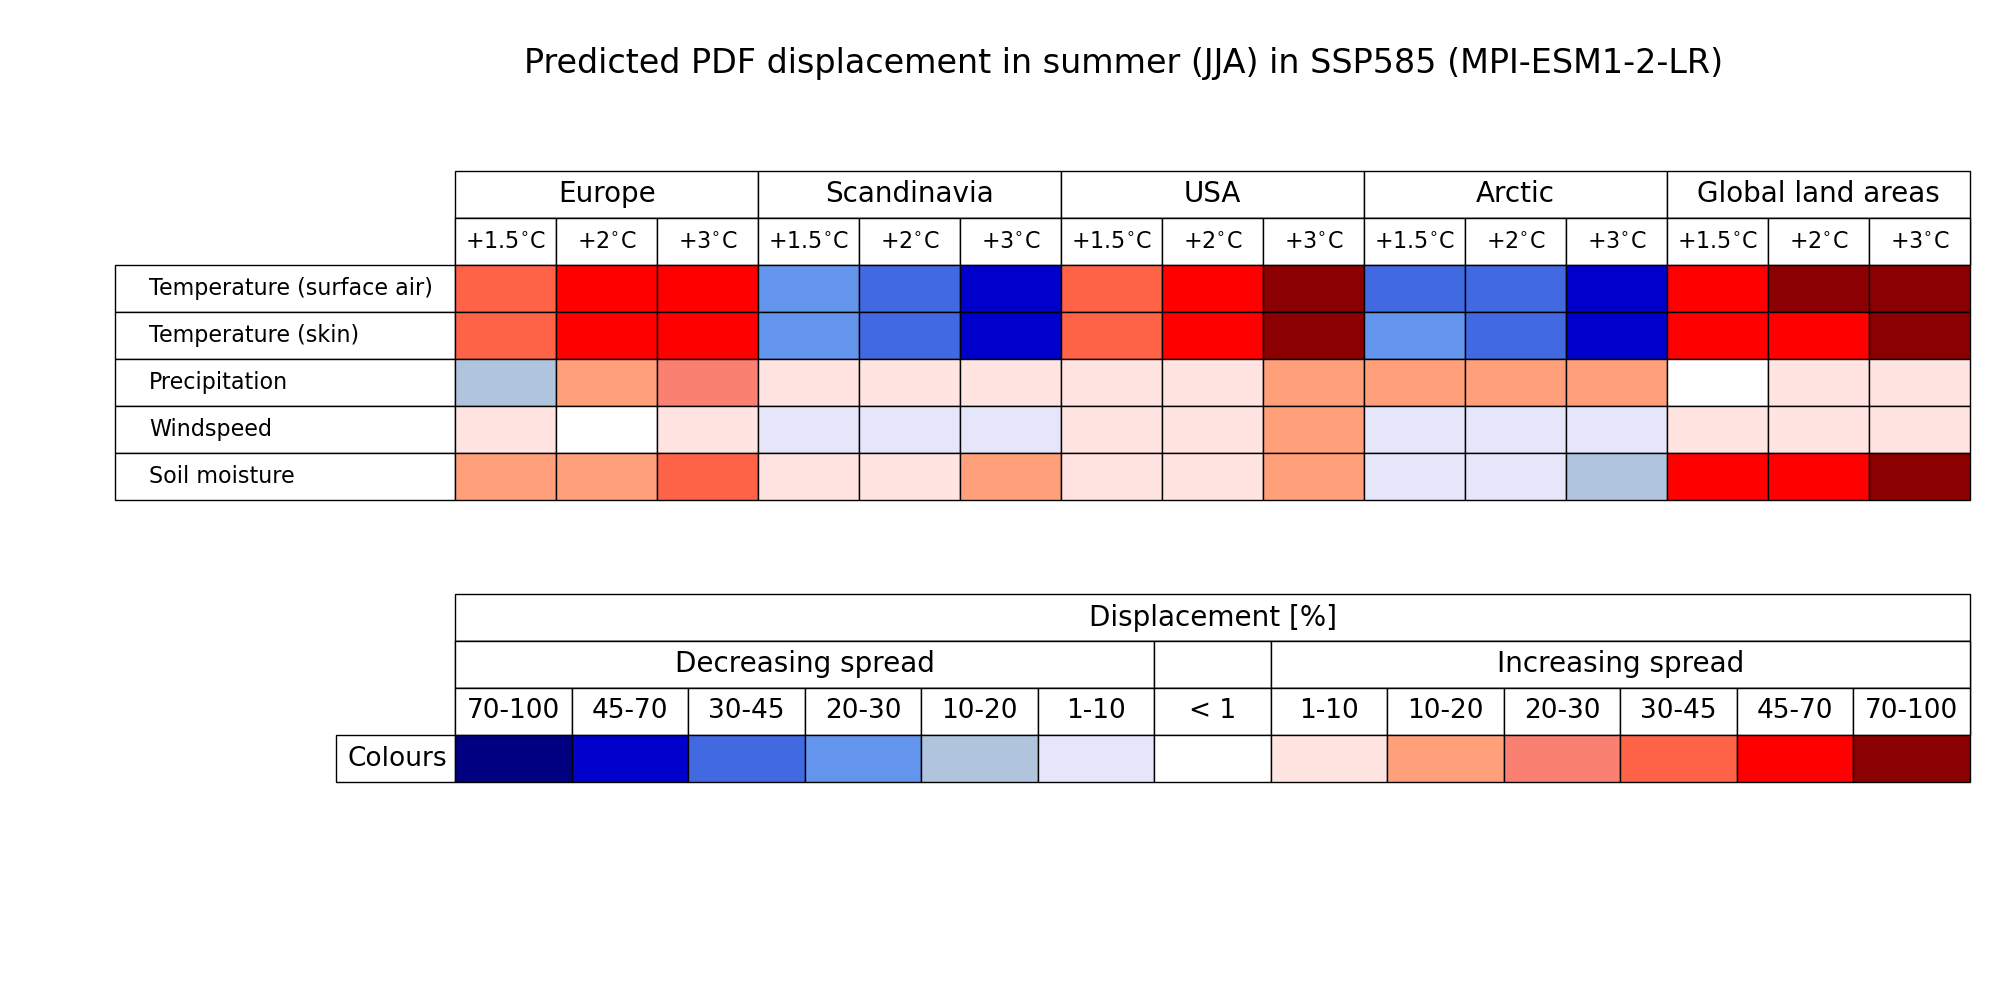 Predicted PDF displacement in summer (JJA) in SSP585 (MPI-ESM1-2-LR)
Europe Scandinavia USA Arctic Global land areas
+1.5°C +2°C +3°C +1.5°C +2°C +3°C +1.5°C +2°C +3°C +1.5°C +2°C +3°C +1.5°C +2°C +3°C
Temperature (surface air)
Temperature (skin)
Precipitation
Windspeed
Soil moisture
Displacement [%]
Decreasing spread Increasing spread
70-100 45-70 30-45 20-30 10-20 1-10 < 1 1-10 10-20 20-30 30-45 45-70 70-100
Colours